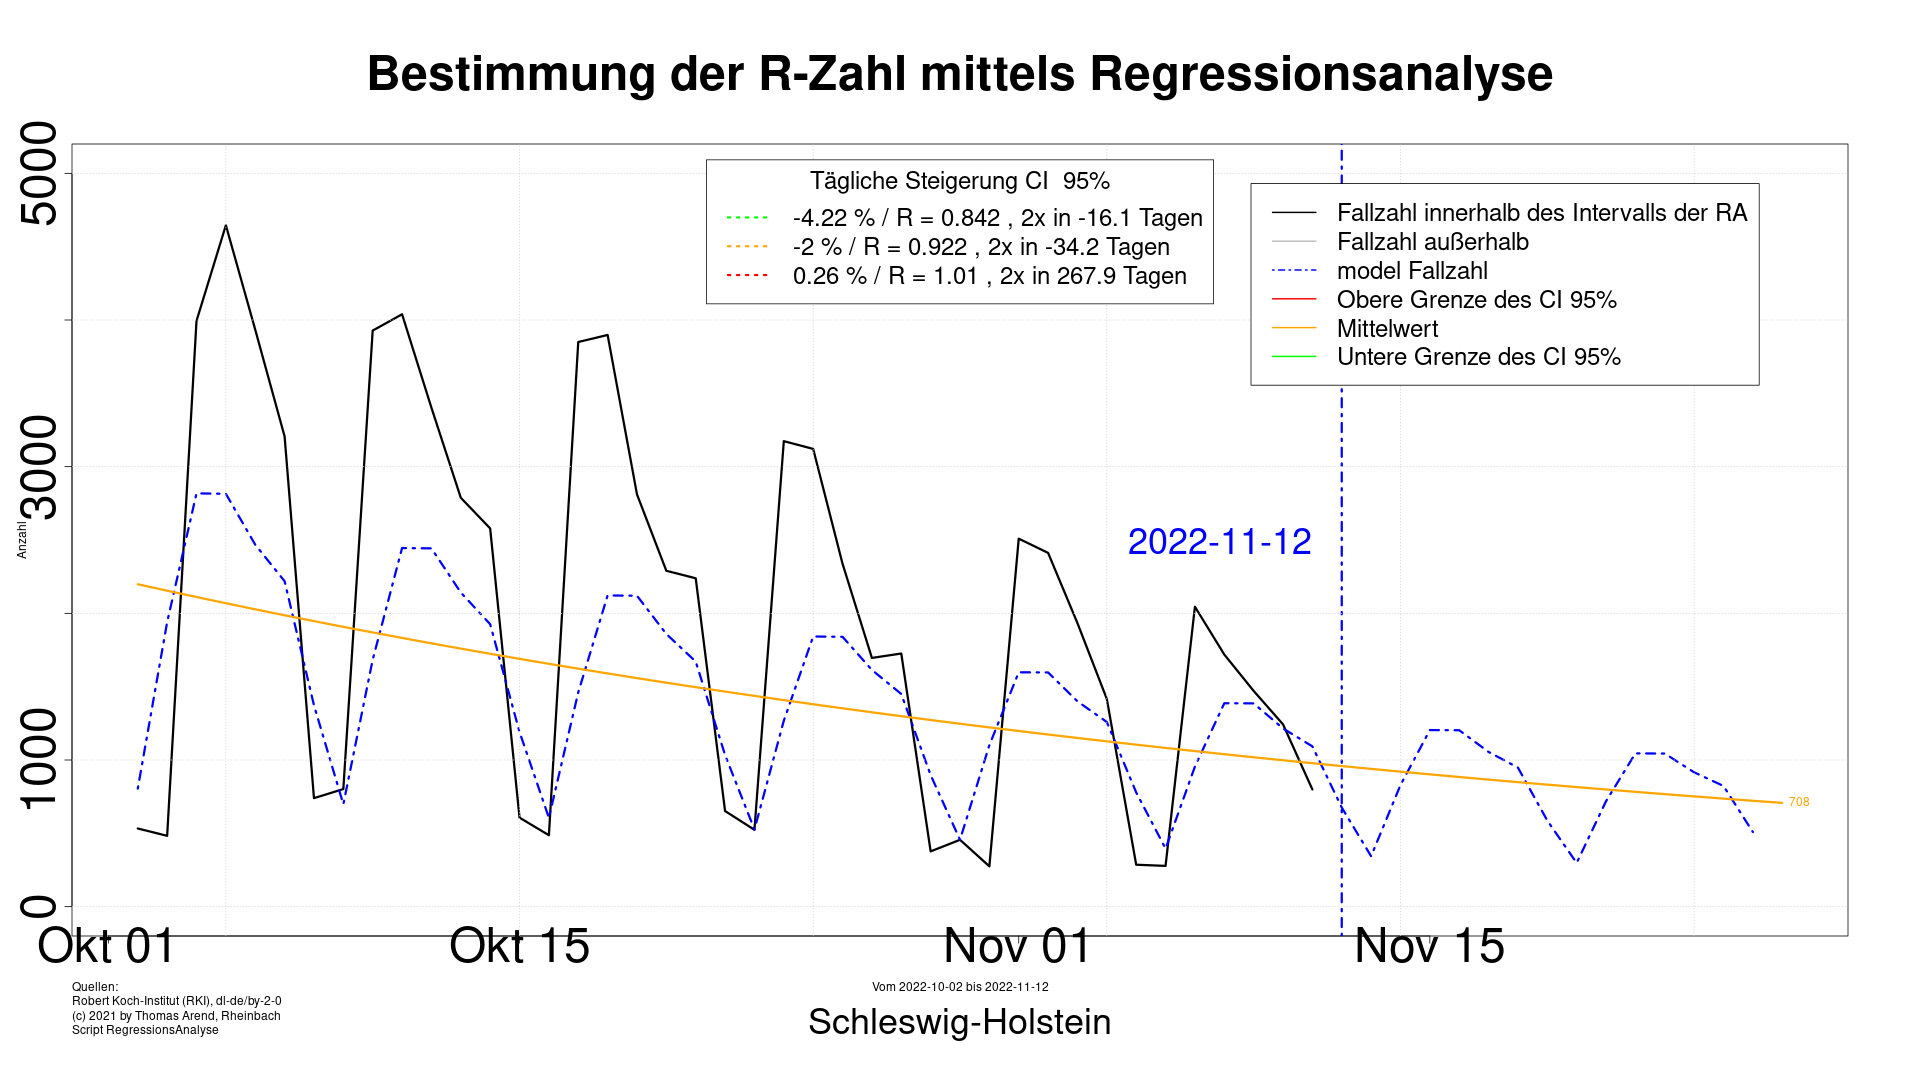 Bestimmung der R-Zahl mittels Regressionsanalyse
Anzahl
5000
3000
1000
0
Tägliche Steigerung CI  95%
-4.22 % / R = 0.842 , 2x in -16.1 Tagen
-2 % / R = 0.922 , 2x in -34.2 Tagen
0.26 % / R = 1.01 , 2x in 267.9 Tagen
Fallzahl innerhalb des Intervalls der RA
Fallzahl außerhalb
model Fallzahl
Obere Grenze des CI 95%
Mittelwert
Untere Grenze des CI 95%
2022-11-12
708
Okt 01
Okt 15
Nov 01
Nov 15
Quellen:
Robert Koch-Institut (RKI), dl-de/by-2-0
(c) 2021 by Thomas Arend, Rheinbach
Script RegressionsAnalyse
Vom 2022-10-02 bis 2022-11-12
Schleswig-Holstein